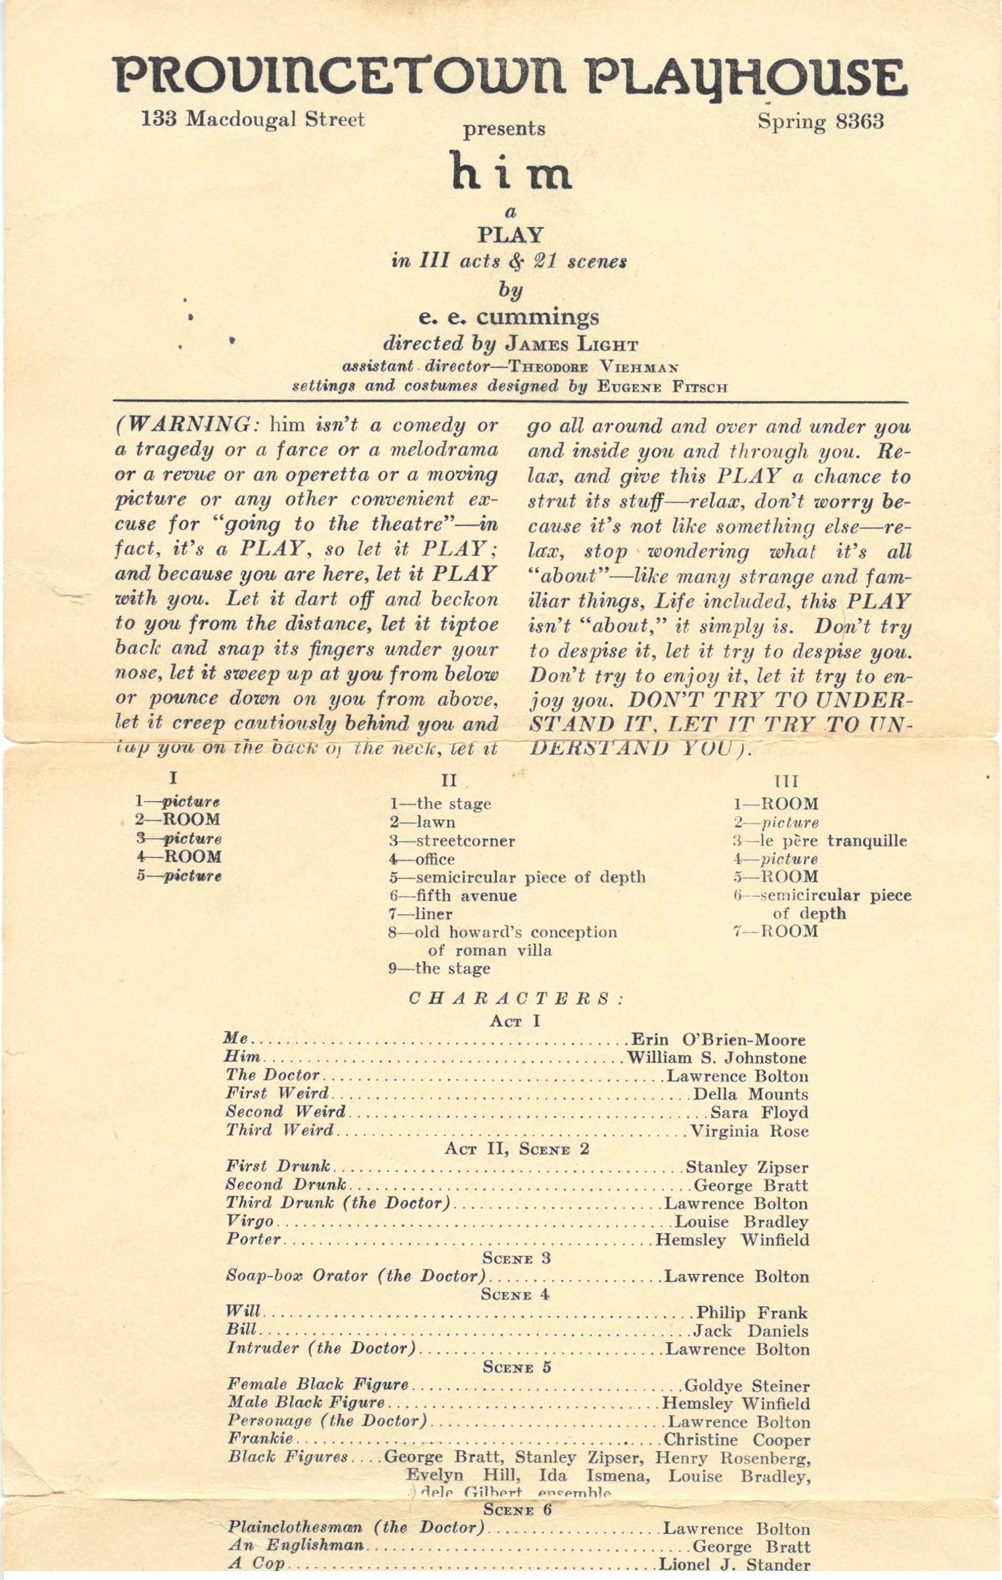 PROVINCETOWN PLAYHOUSE
133 Macdougal Street
presents
Spring 8363
him
a
PLAY
in III acts & 21 scenes
by
e. e. cummings
directed by JAMES LIGHT
assistant director—THEODORE VIEHMAN
settings and costumes designed by EUGENE FITSCH
(WARNING: him isn't a comedy or
a tragedy or a farce or a melodrama
or a revue or an operetta or a moving
picture or any other convenient ex-
cuse for "going to the theatre"—in
fact, it's a PLAY, so let it PLAY;
and because you are here, let it PLAY
with you. Let it dart off and beckon
to you from the distance, let it tiptoe
back and snap its fingers under your
nose, let it sweep up at you from below
or pounce down on you from above,
let it creep cautiously behind you and
tap you on the back of the neck, let it
go all around and over and under you
and inside you and through you. Re-
lax, and give this PLAY a chance to
strut its stuff—relax, don't worry be-
cause it's not like something else—re-
lax, stop wondering what it's all
"about"—like many strange and fam-
iliar things, Life included, this PLAY
isn't "about," it simply is. Don't try
to despise it, let it try to despise you.
Don't try to enjoy it, let it try to en-
joy you. DON'T TRY TO UNDER-
STAND IT, LET IT TRY TO UN-
DERSTAND YOU).
I
1—picture
2—ROOM
3—picture
4—ROOM
5—picture
II
1—the stage
2—lawn
3—streetcorner
4—office
5—semicircular piece of depth
6—fifth avenue
7—liner
8—old howard's conception
of roman villa
9—the stage
III
1—ROOM
2—picture
3—le père tranquille
4—picture
5—ROOM
6—semicircular piece
of depth
7—ROOM
CHARACTERS:
ACT I
Me......Erin O'Brien-Moore
Him......William S. Johnstone
The Doctor......Lawrence Bolton
First Weird......Della Mounts
Second Weird......Sara Floyd
Third Weird......Virginia Rose
ACT II, SCENE 2
First Drunk......Stanley Zipser
Second Drunk......George Bratt
Third Drunk (the Doctor)......Lawrence Bolton
Virgo......Louise Bradley
Porter......Hemsley Winfield
SCENE 3
Soap-box Orator (the Doctor)......Lawrence Bolton
SCENE 4
Will......Philip Frank
Bill......Jack Daniels
Intruder (the Doctor)......Lawrence Bolton
SCENE 5
Female Black Figure......Goldye Steiner
Male Black Figure......Hemsley Winfield
Personage (the Doctor)......Lawrence Bolton
Frankie......Christine Cooper
Black Figures....George Bratt, Stanley Zipser, Henry Rosenberg,
Evelyn Hill, Ida Ismena, Louise Bradley,
Adele Gilbert ensemble
SCENE 6
Plainclothesman (the Doctor)......Lawrence Bolton
An Englishman......George Bratt
A Cop......Lionel J. Stander